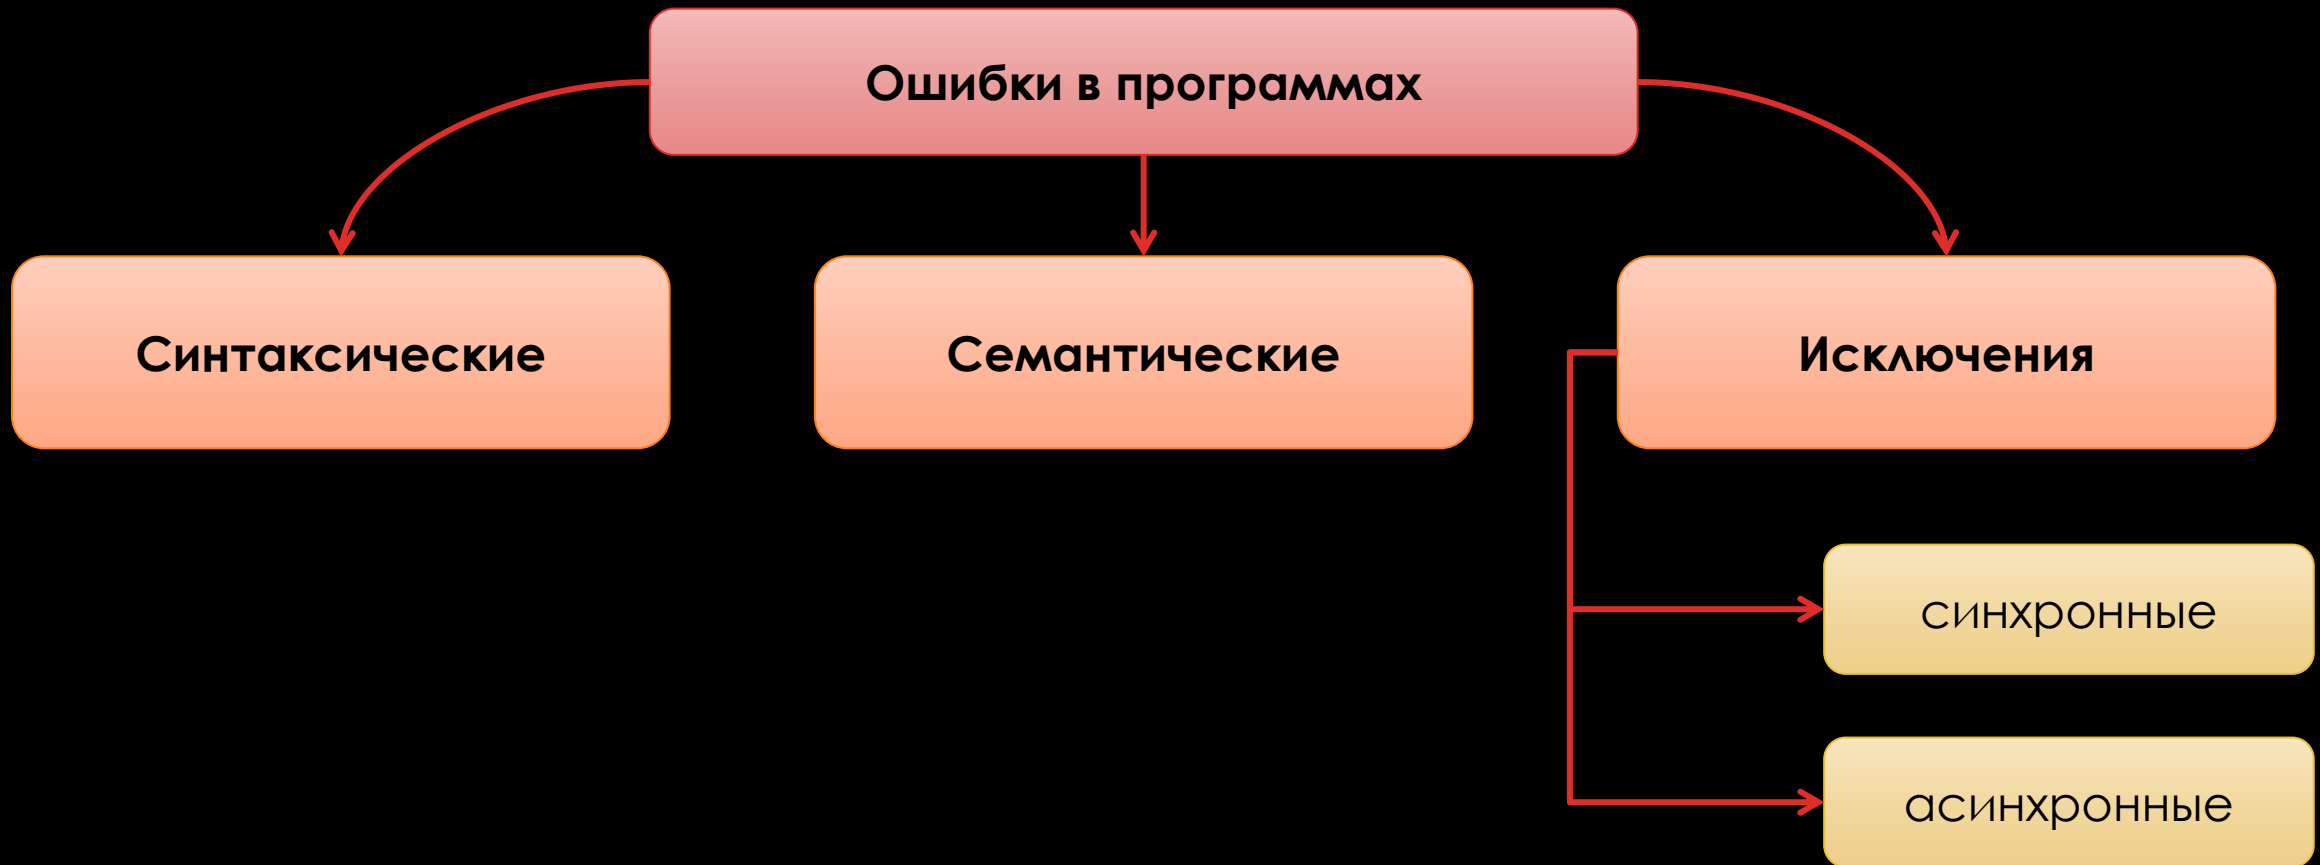 Ошибки в программах
Синтаксические
Семантические
Исключения
синхронные
асинхронные